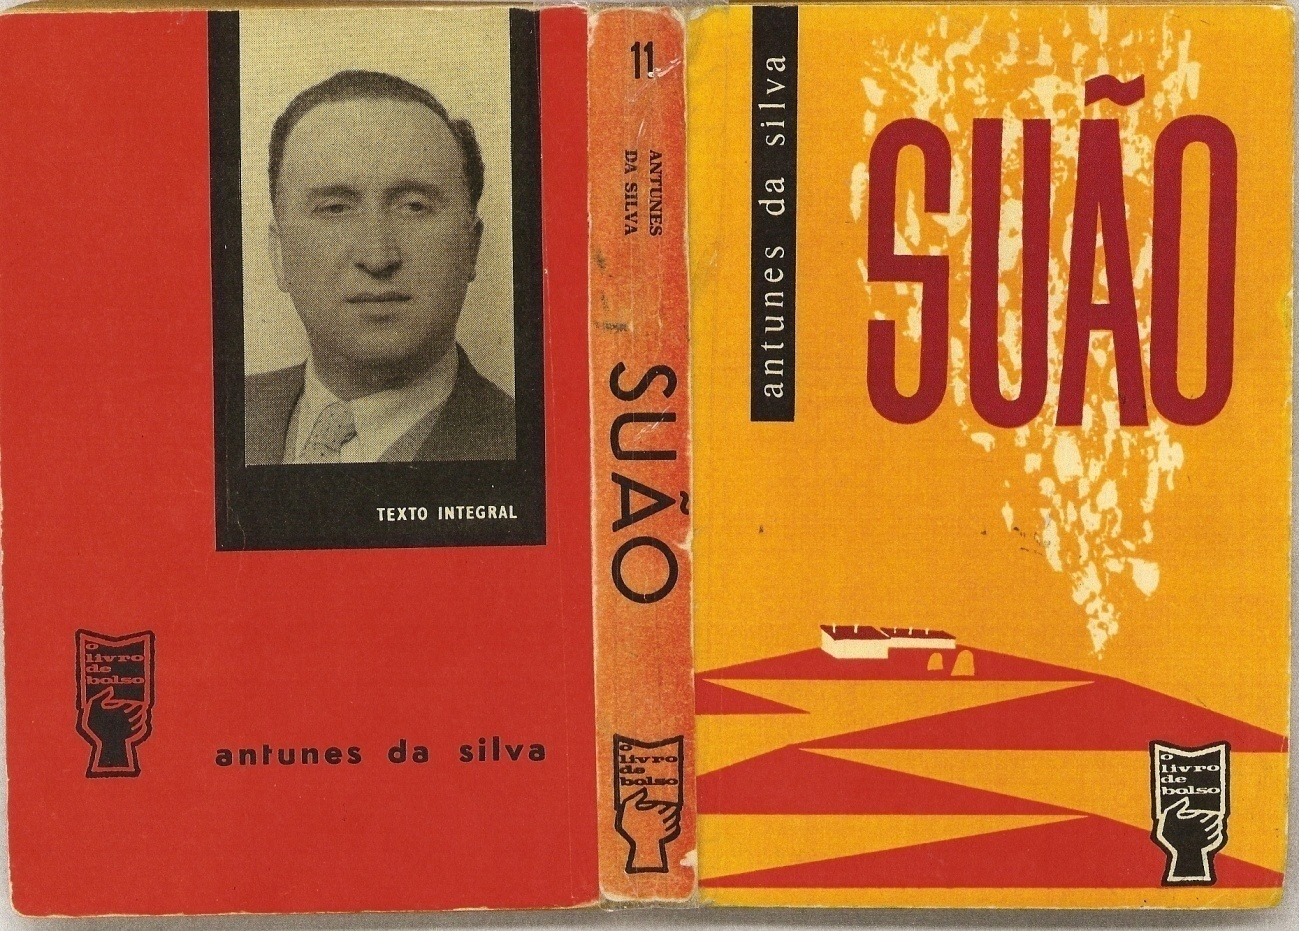 TEXTO INTEGRAL
o
livro
de
bolso
antunes da silva
11
ANTUNES
DA SILVA
SUÃO
o
livro
de
bolso
antunes da silva
SUÃO
o
livro
de
bolso